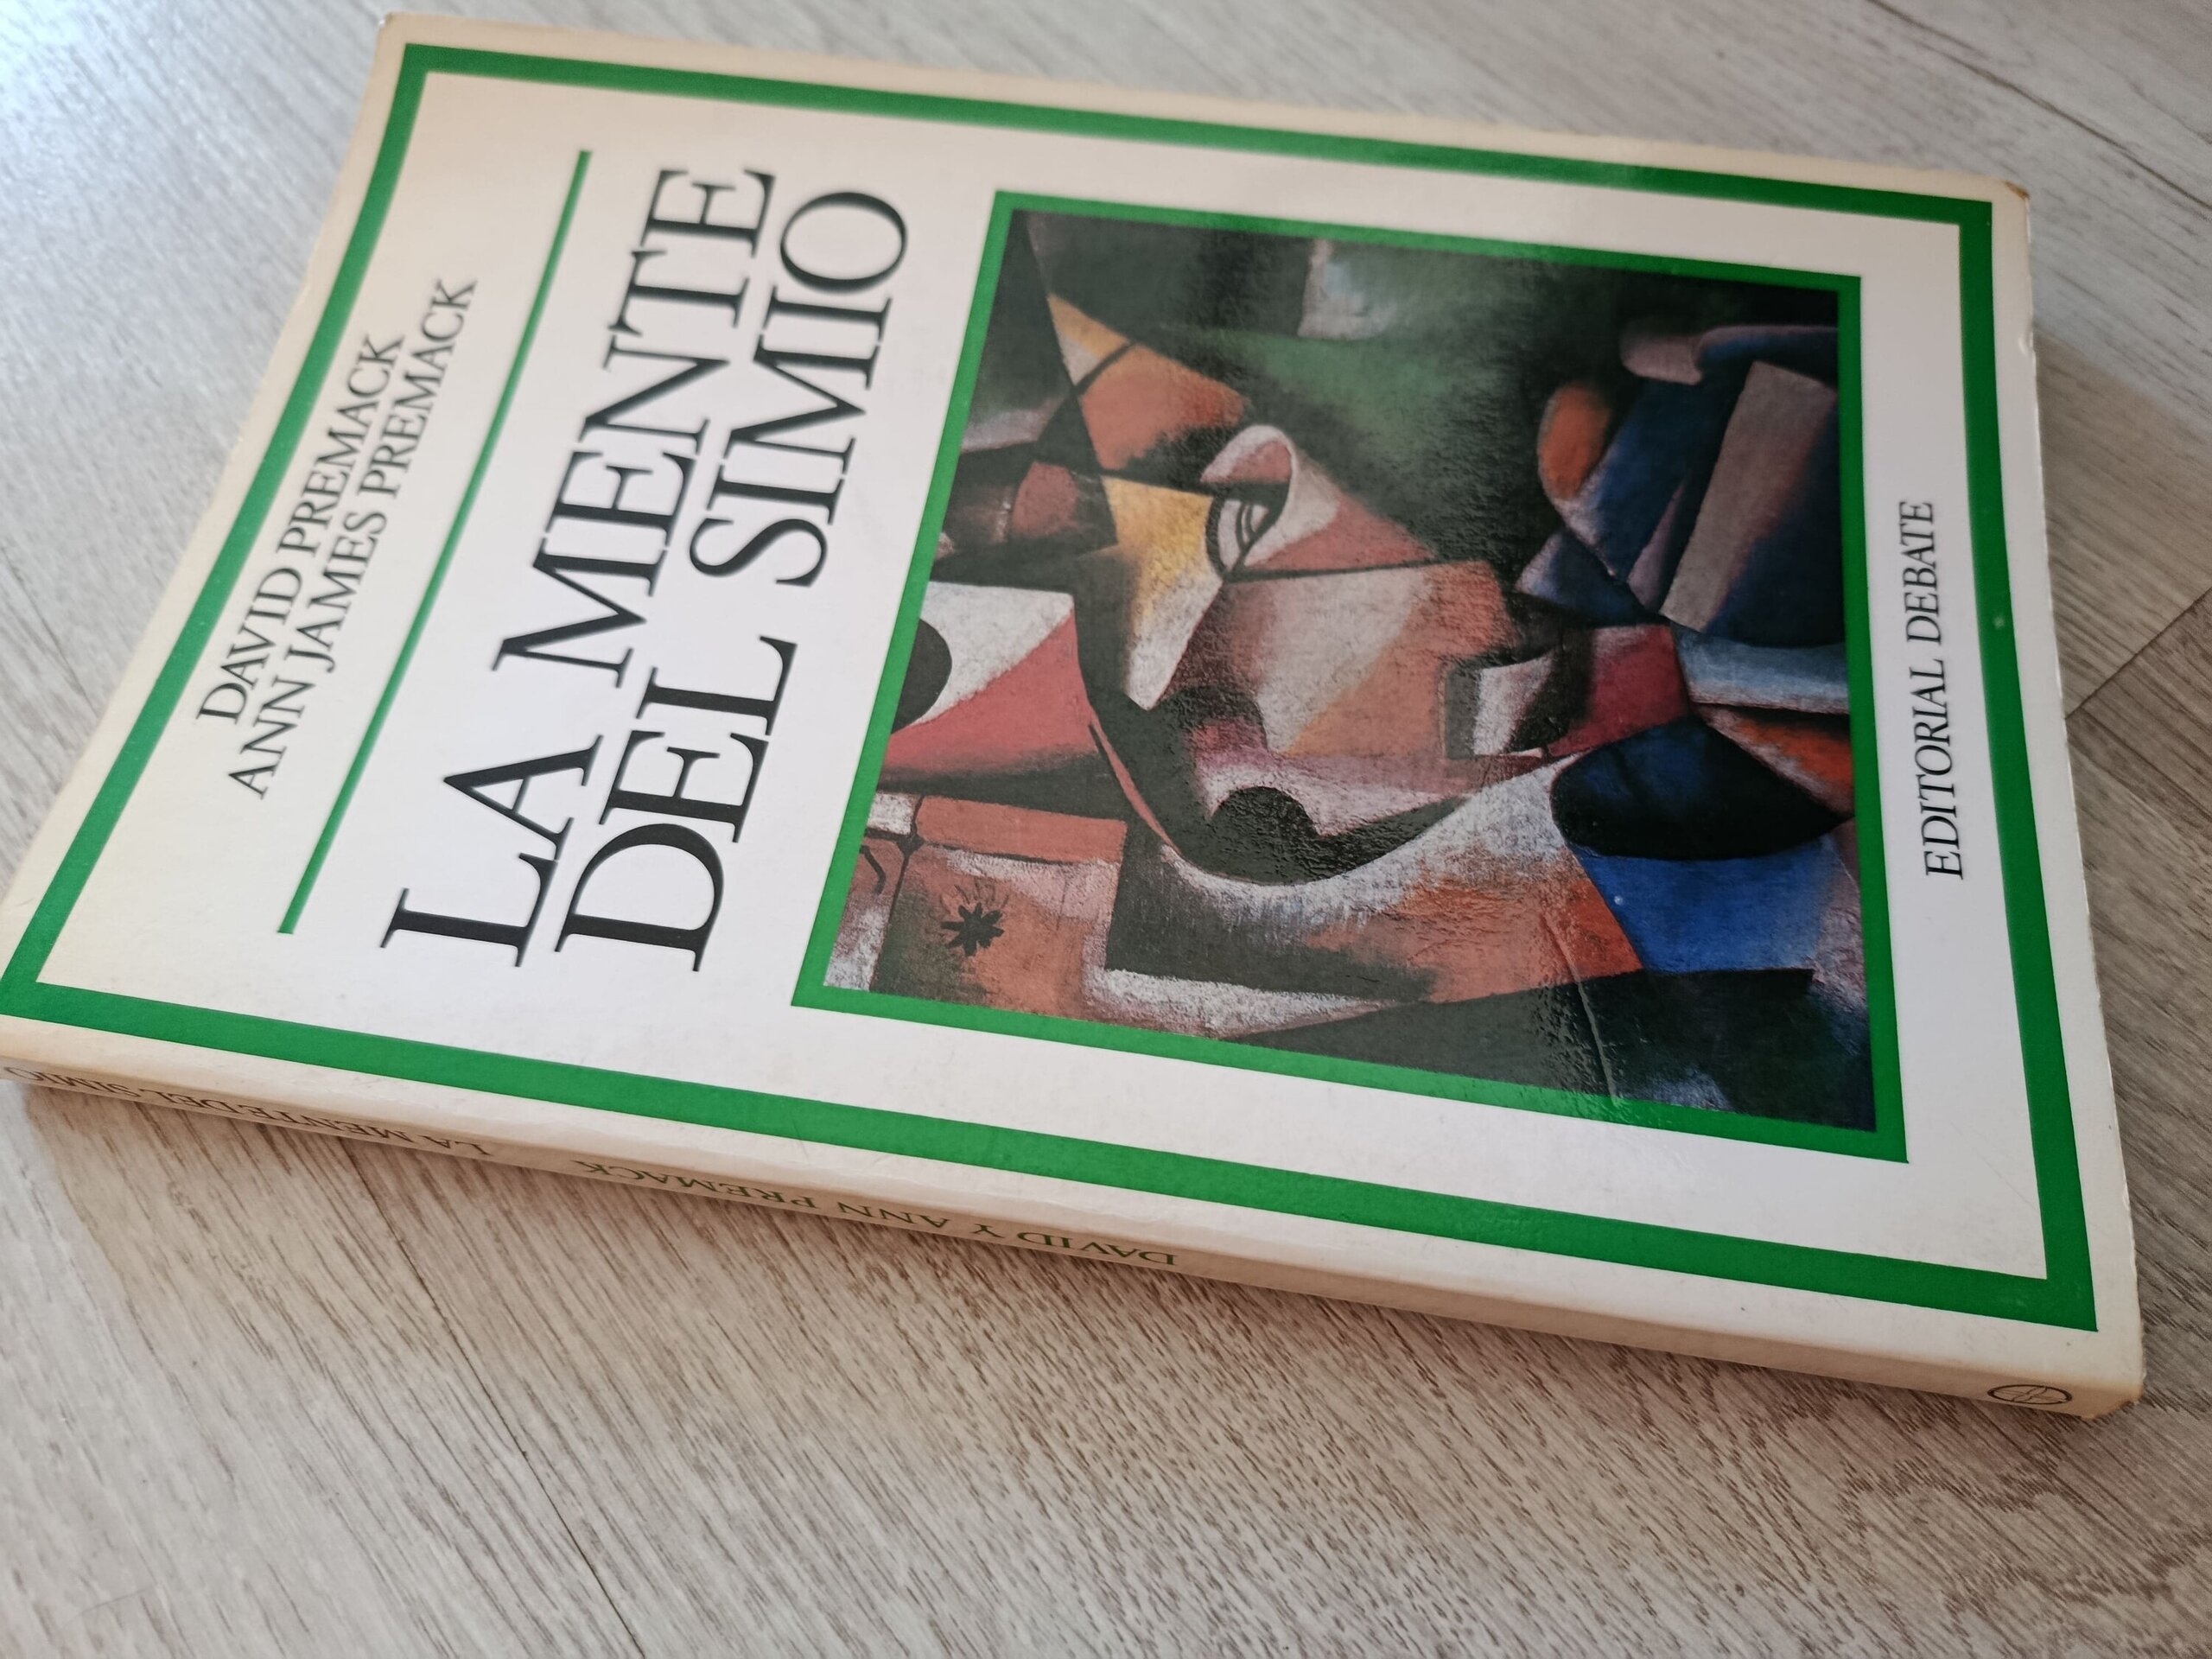 DAVID PREMACK
ANN JAMES PREMACK
LA MENTE
DEL SIMIO
EDITORIAL DEBATE
DAVID Y ANN PREMACK LA MENTE DEL SIMIO